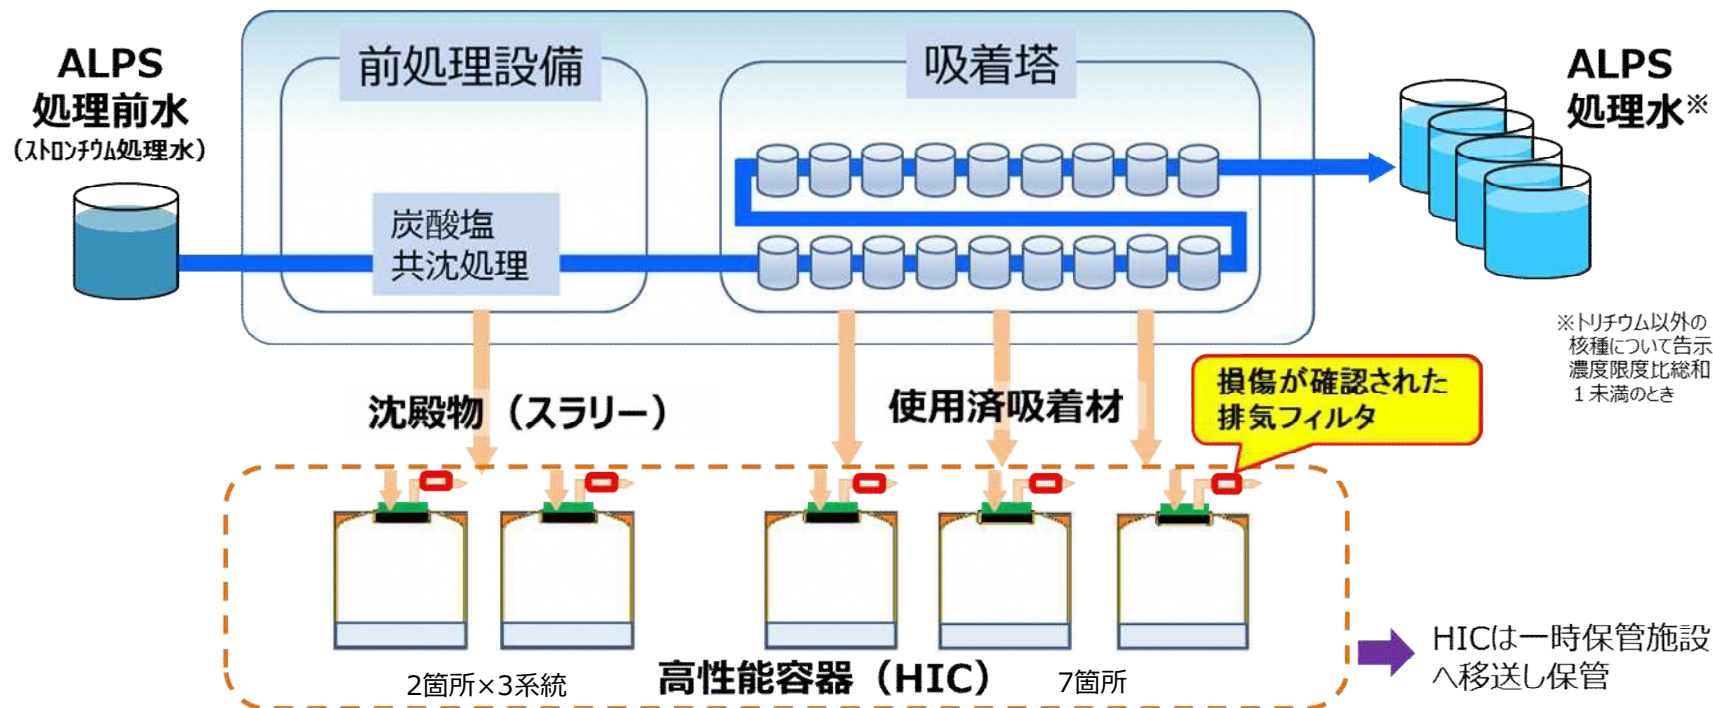 ALPS
処理前水
（ストロンチウム処理水）
前処理設備
炭酸塩
共沈処理
吸着塔
ALPS
処理水※
※トリチウム以外の
核種について告示
濃度限度比総和
１未満のとき
沈殿物（スラリー）
使用済吸着材
損傷が確認された
排気フィルタ
2箇所×3系統
高性能容器（HIC）
7箇所
HICは一時保管施設
へ移送し保管